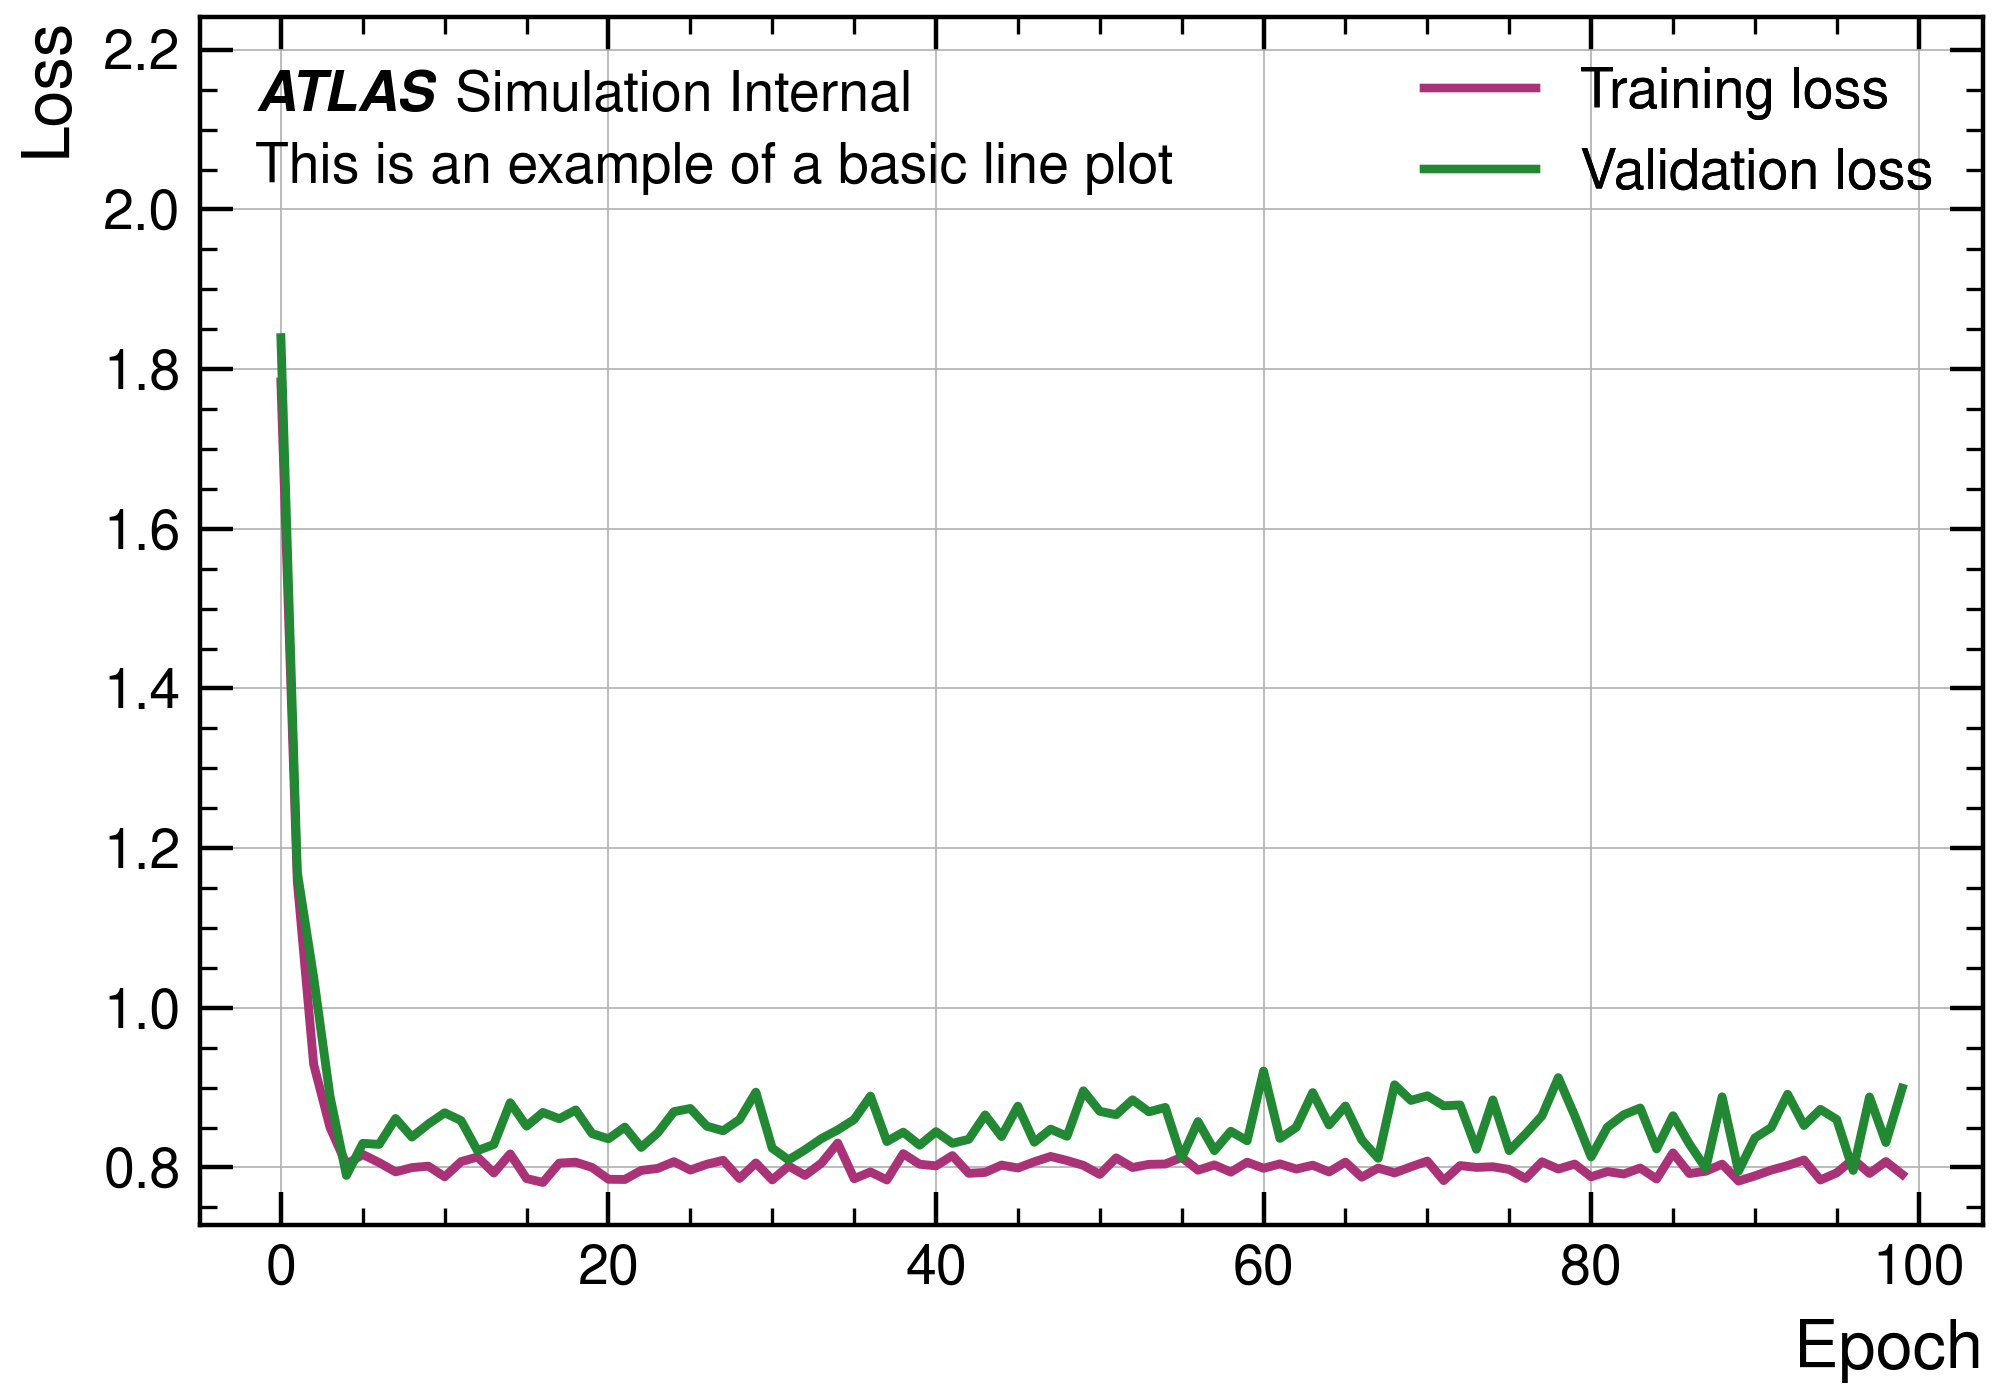 Loss
2.2
2.0
1.8
1.6
1.4
1.2
1.0
0.8
ATLAS Simulation Internal
This is an example of a basic line plot
Training loss
Validation loss
0 20 40 60 80 100
Epoch